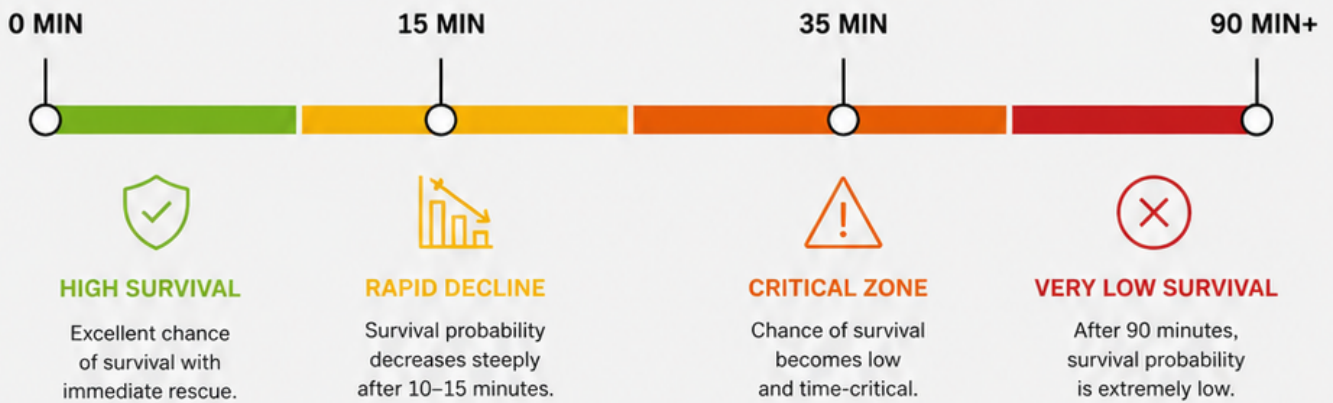 0 MIN
15 MIN
35 MIN
90 MIN+
HIGH SURVIVAL
Excellent chance
of survival with
immediate rescue.
RAPID DECLINE
Survival probability
decreases steeply
after 10–15 minutes.
CRITICAL ZONE
Chance of survival
becomes low
and time-critical.
VERY LOW SURVIVAL
After 90 minutes,
survival probability
is extremely low.